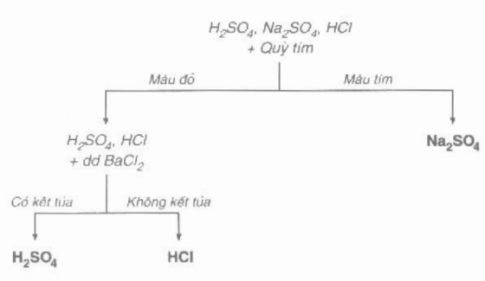 H₂SO₄, Na₂SO₄, HCl
+ Quỳ tím
Màu đỏ
Màu tím
H₂SO₄, HCl
+ dd BaCl₂
Na₂SO₄
Có kết tủa
Không kết tủa
H₂SO₄
HCl